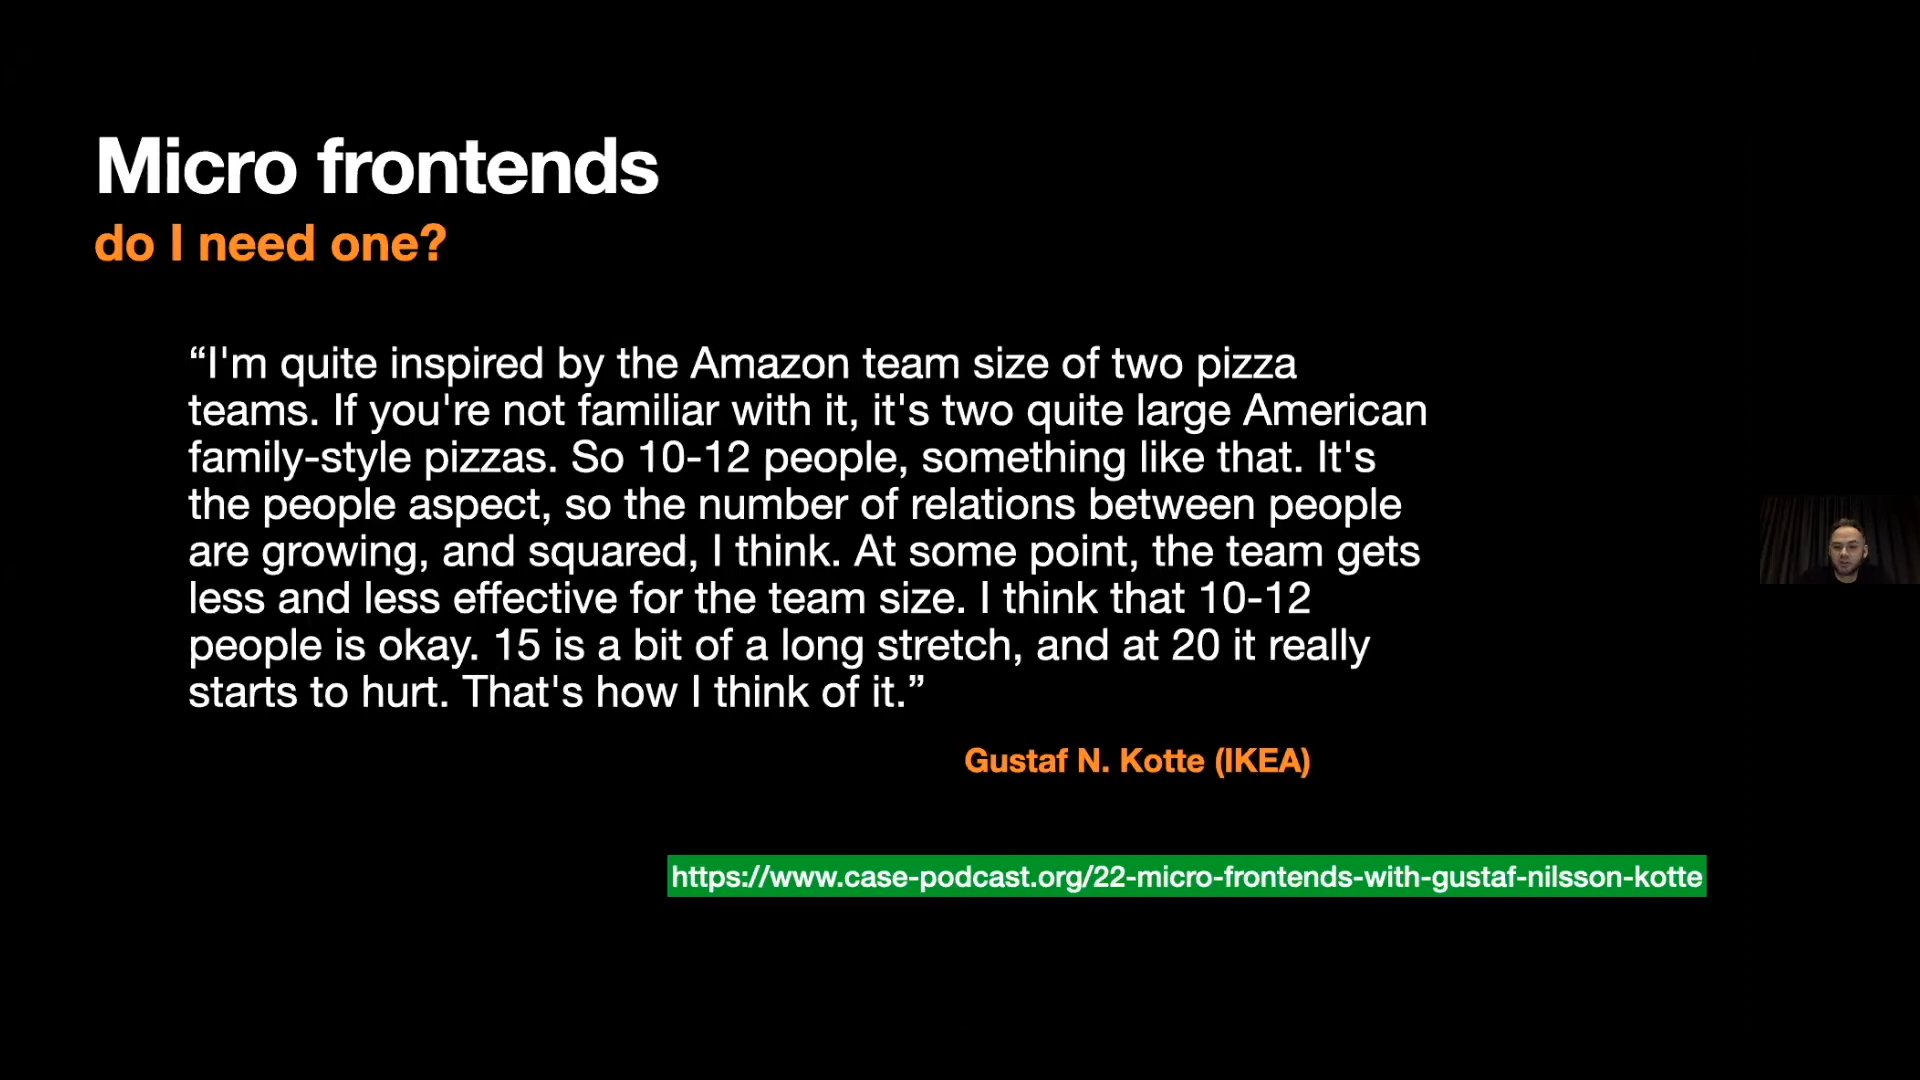 Micro frontends
do I need one?
“I'm quite inspired by the Amazon team size of two pizza
teams. If you're not familiar with it, it's two quite large American
family-style pizzas. So 10-12 people, something like that. It's
the people aspect, so the number of relations between people
are growing, and squared, I think. At some point, the team gets
less and less effective for the team size. I think that 10-12
people is okay. 15 is a bit of a long stretch, and at 20 it really
starts to hurt. That's how I think of it.”
Gustaf N. Kotte (IKEA)
https://www.case-podcast.org/22-micro-frontends-with-gustaf-nilsson-kotte